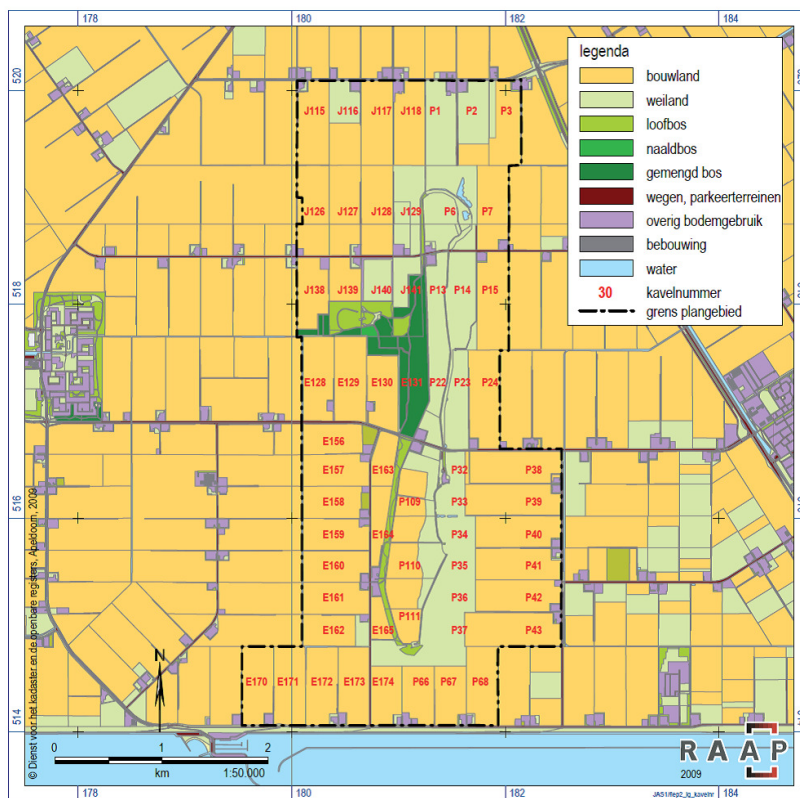 178 180 182 184
520
legenda
bouwland
weiland
loofbos
naaldbos
gemengd bos
wegen, parkeerterreinen
overig bodemgebruik
bebouwing
water
30 kavelnummer
grens plangebied
J115 J116 J117 J118 P1 P2 P3
J126 J127 J128 J129 P6 P7
518
J138 J139 J140 J141 P13 P14 P15
E128 E129 E130 E131 P22 P23 P24
E156
E157 E163 P32 P38
E158 P109 P33 P39
516
E159 E164 P34 P40
E160 P110 P35 P41
E161 P36 P42
P111
E162 E165 P37 P43
E170 E171 E172 E173 E174 P66 P67 P68
514
N
0 1 2
km 1:50.000
© Dienst voor het kadaster en de openbare registers, Apeldoorn, 2009
RAAP
2009
178 180 182 184